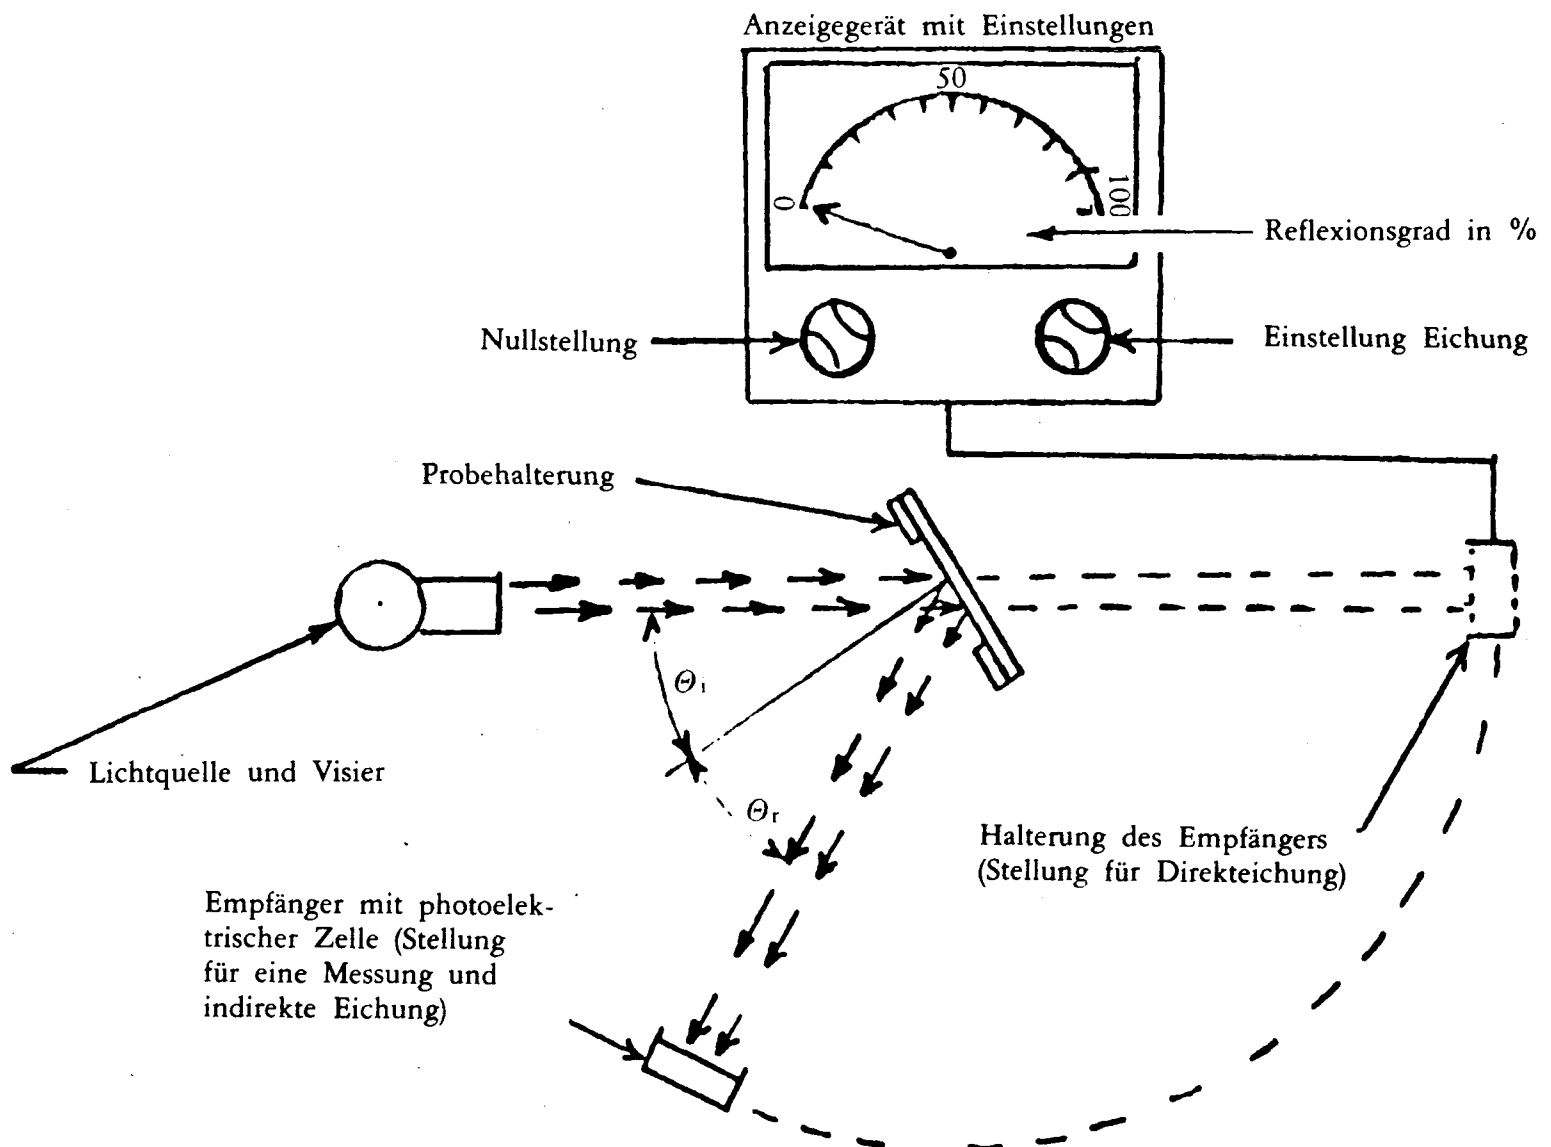 Anzeigegerät mit Einstellungen
50
0
100
Reflexionsgrad in %
Nullstellung
Einstellung Eichung
Probehalterung
Θi
Lichtquelle und Visier
Θr
Halterung des Empfängers
(Stellung für Direkteichung)
Empfänger mit photoelek-
trischer Zelle (Stellung
für eine Messung und
indirekte Eichung)